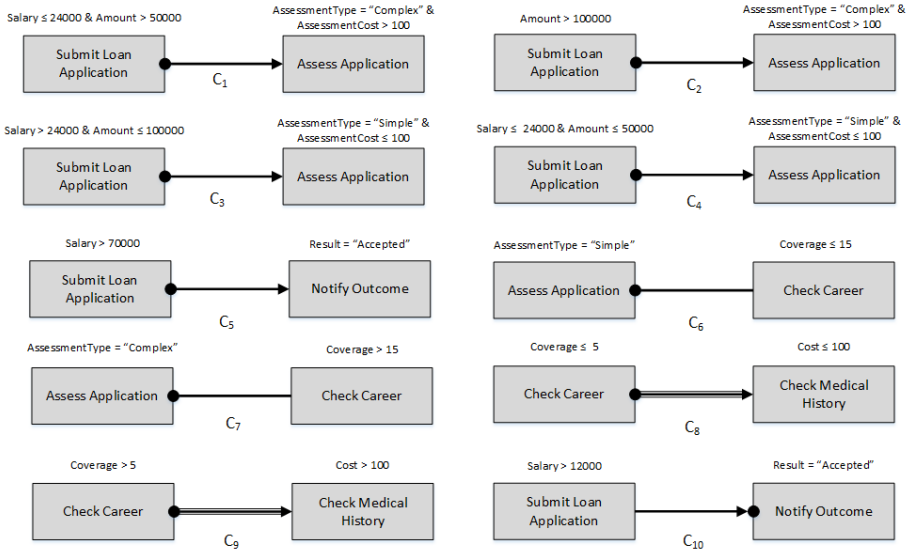 Salary ≤ 24000 & Amount > 50000
AssessmentType = “Complex” &
AssessmentCost > 100
Submit Loan
Application
C1
Assess Application
Amount > 100000
AssessmentType = “Complex” &
AssessmentCost > 100
Submit Loan
Application
C2
Assess Application
Salary > 24000 & Amount ≤ 100000
AssessmentType = “Simple” &
AssessmentCost ≤ 100
Submit Loan
Application
C3
Assess Application
Salary ≤ 24000 & Amount ≤ 50000
AssessmentType = “Simple” &
AssessmentCost ≤ 100
Submit Loan
Application
C4
Assess Application
Salary > 70000
Result = “Accepted”
Submit Loan
Application
C5
Notify Outcome
AssessmentType = “Simple”
Coverage ≤ 15
Assess Application
C6
Check Career
AssessmentType = “Complex”
Coverage > 15
Assess Application
C7
Check Career
Coverage ≤ 5
Cost ≤ 100
Check Career
C8
Check Medical
History
Coverage > 5
Cost > 100
Check Career
C9
Check Medical
History
Salary > 12000
Result = “Accepted”
Submit Loan
Application
C10
Notify Outcome